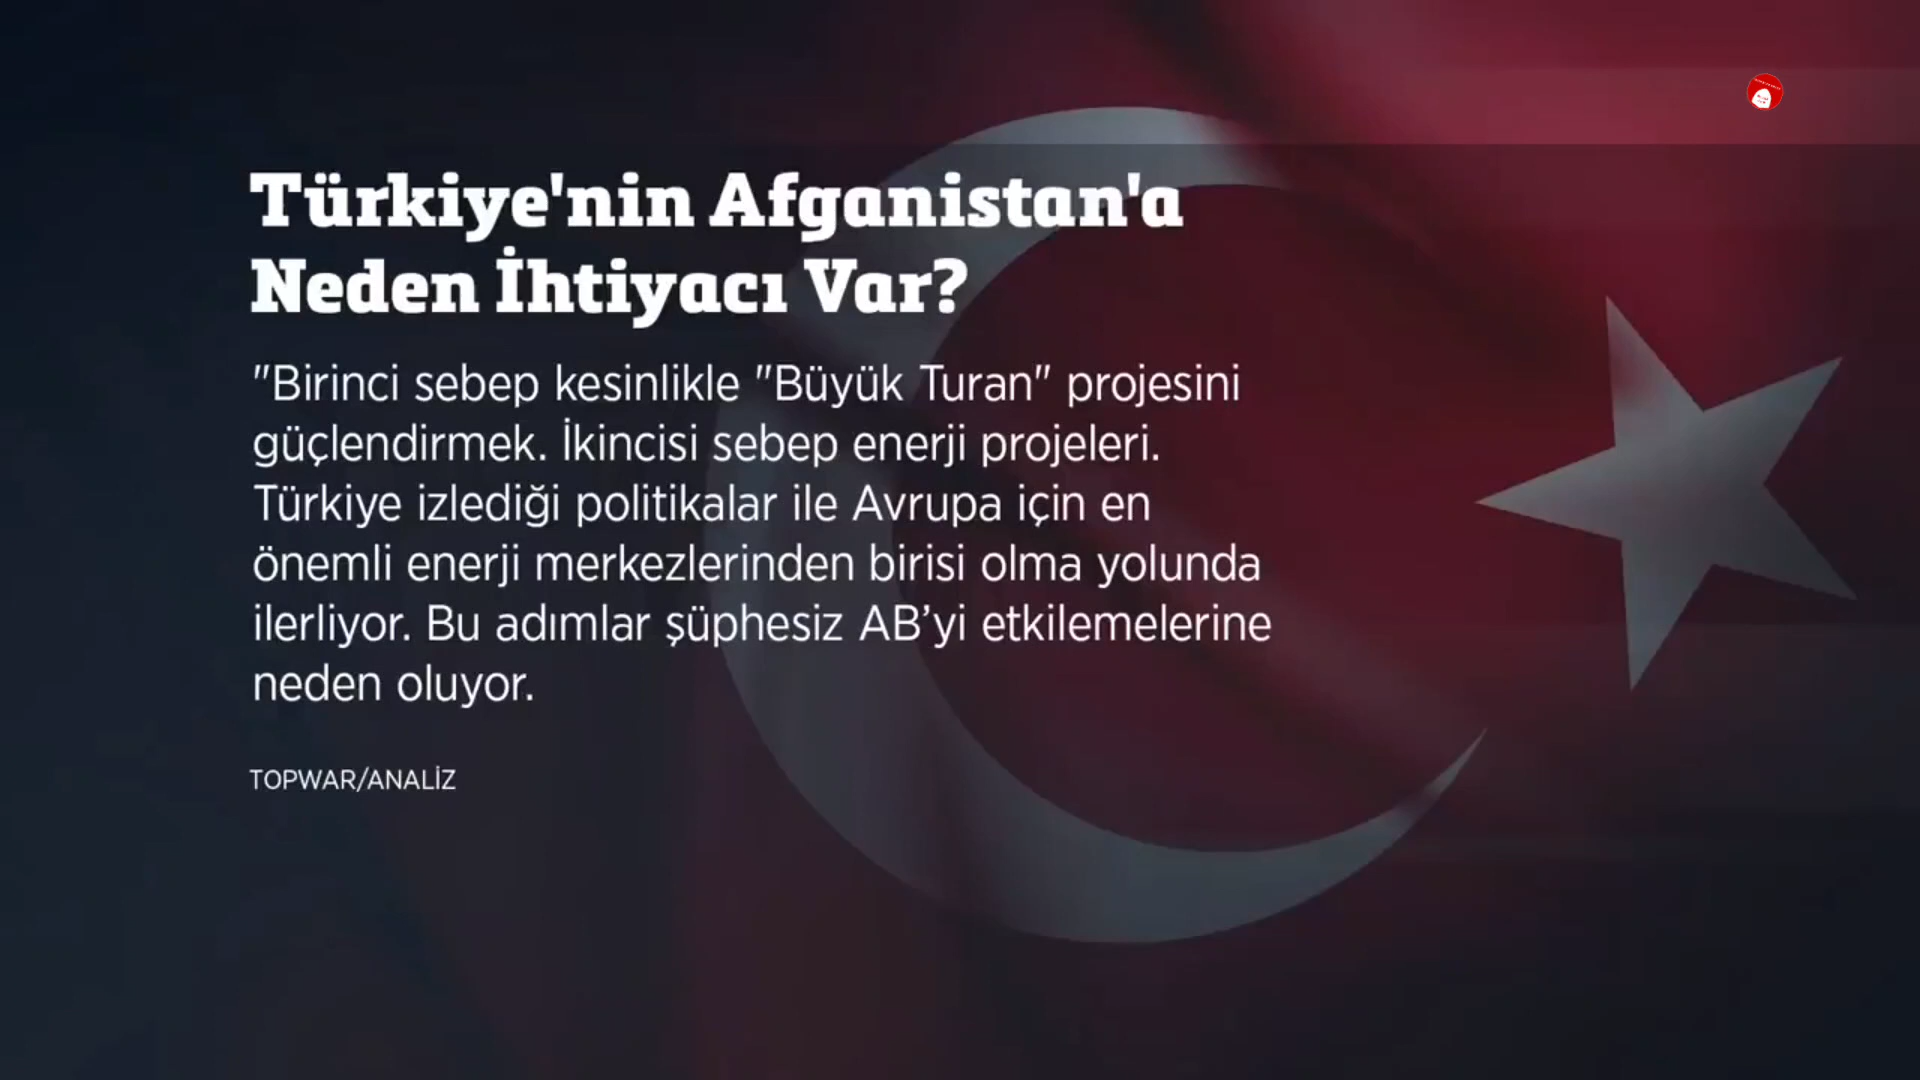 Türkiye'nin Afganistan'a
Neden İhtiyacı Var?
"Birinci sebep kesinlikle "Büyük Turan" projesini
güçlendirmek. İkincisi sebep enerji projeleri.
Türkiye izlediği politikalar ile Avrupa için en
önemli enerji merkezlerinden birisi olma yolunda
ilerliyor. Bu adımlar şüphesiz AB’yi etkilemelerine
neden oluyor.
TOPWAR/ANALİZ